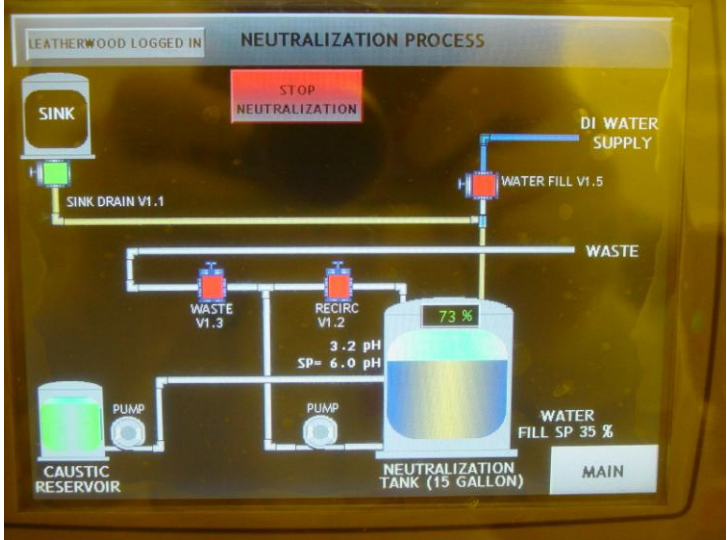 LEATHERWOOD LOGGED IN
NEUTRALIZATION PROCESS
STOP
NEUTRALIZATION
SINK
DI WATER
SUPPLY
WATER FILL V1.5
SINK DRAIN V1.1
WASTE
WASTE
V1.3
RECIRC
V1.2
73 %
3.2 pH
SP= 6.0 pH
PUMP
PUMP
WATER
FILL SP 35 %
CAUSTIC
RESERVOIR
NEUTRALIZATION
TANK (15 GALLON)
MAIN